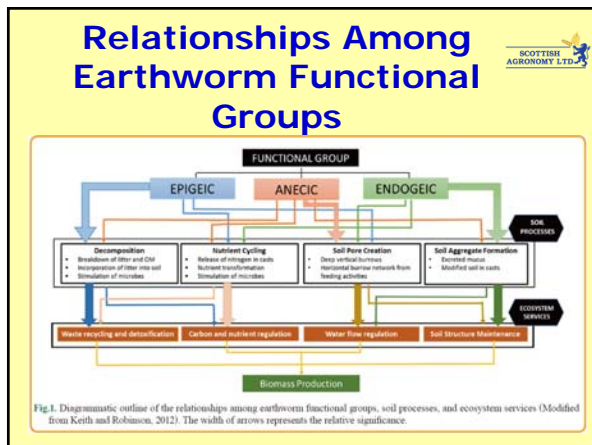 Relationships Among
Earthworm Functional
Groups
SCOTTISH
AGRONOMY LTD
FUNCTIONAL GROUP
EPIGEIC
ANECIC
ENDOGEIC
SOIL
PROCESSES
Decomposition
• Breakdown of litter and OM
• Incorporation of litter into soil
• Stimulation of microbes
Nutrient Cycling
• Release of nitrogen in casts
• Nutrient transformation
• Stimulation of microbes
Soil Pore Creation
• Deep vertical burrows
• Horizontal burrow network from
feeding activities
Soil Aggregate Formation
• Excreted mucus
• Modified soil in casts
ECOSYSTEM
SERVICES
Waste recycling and detoxification
Carbon and nutrient regulation
Water flow regulation
Soil Structure Maintenance
Biomass Production
Fig.1. Diagrammatic outline of the relationships among earthworm functional groups, soil processes, and ecosystem services (Modified
from Keith and Robinson, 2012). The width of arrows represents the relative significance.